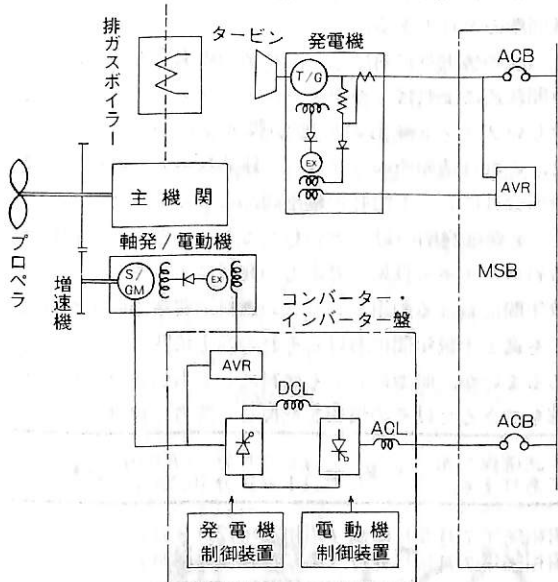 排ガスボイラー
タービン
発電機
ACB
T/G
EX
AVR
主機関
プロペラ
軸発/電動機
増速機
S/
GM
EX
MSB
コンバーター・
インバーター盤
AVR
DCL
ACL
ACB
発電機
制御装置
電動機
制御装置